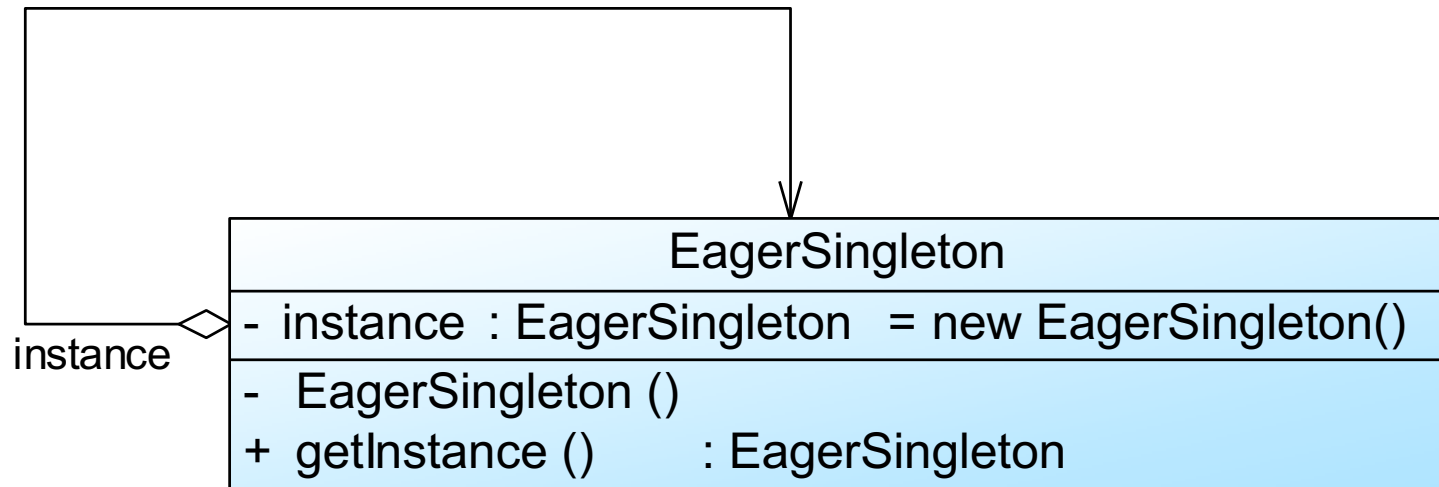 EagerSingleton
- instance : EagerSingleton = new EagerSingleton()
instance
- EagerSingleton ()
+ getInstance () : EagerSingleton